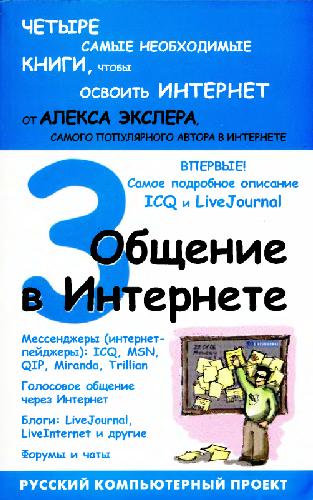 ЧЕТЫРЕ
САМЫЕ НЕОБХОДИМЫЕ
КНИГИ, ЧТОБЫ
ОСВОИТЬ ИНТЕРНЕТ
ОТ АЛЕКСА ЭКСЛЕРА,
САМОГО ПОПУЛЯРНОГО АВТОРА В ИНТЕРНЕТЕ
ВПЕРВЫЕ!
Самое подробное описание
ICQ и LiveJournal
3
Общение
в Интернете
Мессенджеры (интернет-
пейджеры): ICQ, MSN,
QIP, Miranda, Trillian
Голосовое общение
через Интернет
Блоги: LiveJournal,
LiveInternet и другие
Форумы и чаты
РУССКИЙ КОМПЬЮТЕРНЫЙ ПРОЕКТ